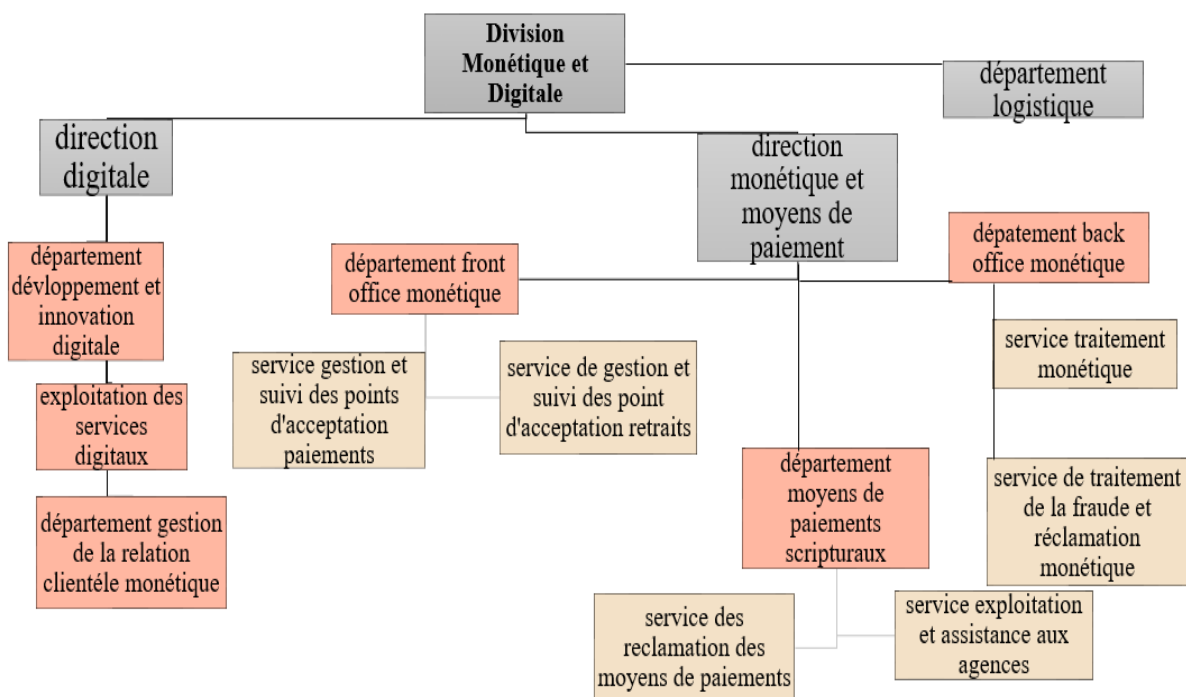 Division
Monétique et
Digitale
département
logistique
direction
digitale
direction
monétique et
moyens de
paiement
département
dévloppement et
innovation
digitale
exploitation des
services
digitaux
département gestion
de la relation
clientéle monétique
département front
office monétique
service gestion et
suivi des points
d'acceptation
paiements
service de gestion et
suivi des point
d'acceptation retraits
département
moyens de
paiements
scripturaux
service des
reclamation des
moyens de paiements
service exploitation
et assistance aux
agences
dépatement back
office monétique
service traitement
monétique
service de traitement
de la fraude et
réclamation
monétique